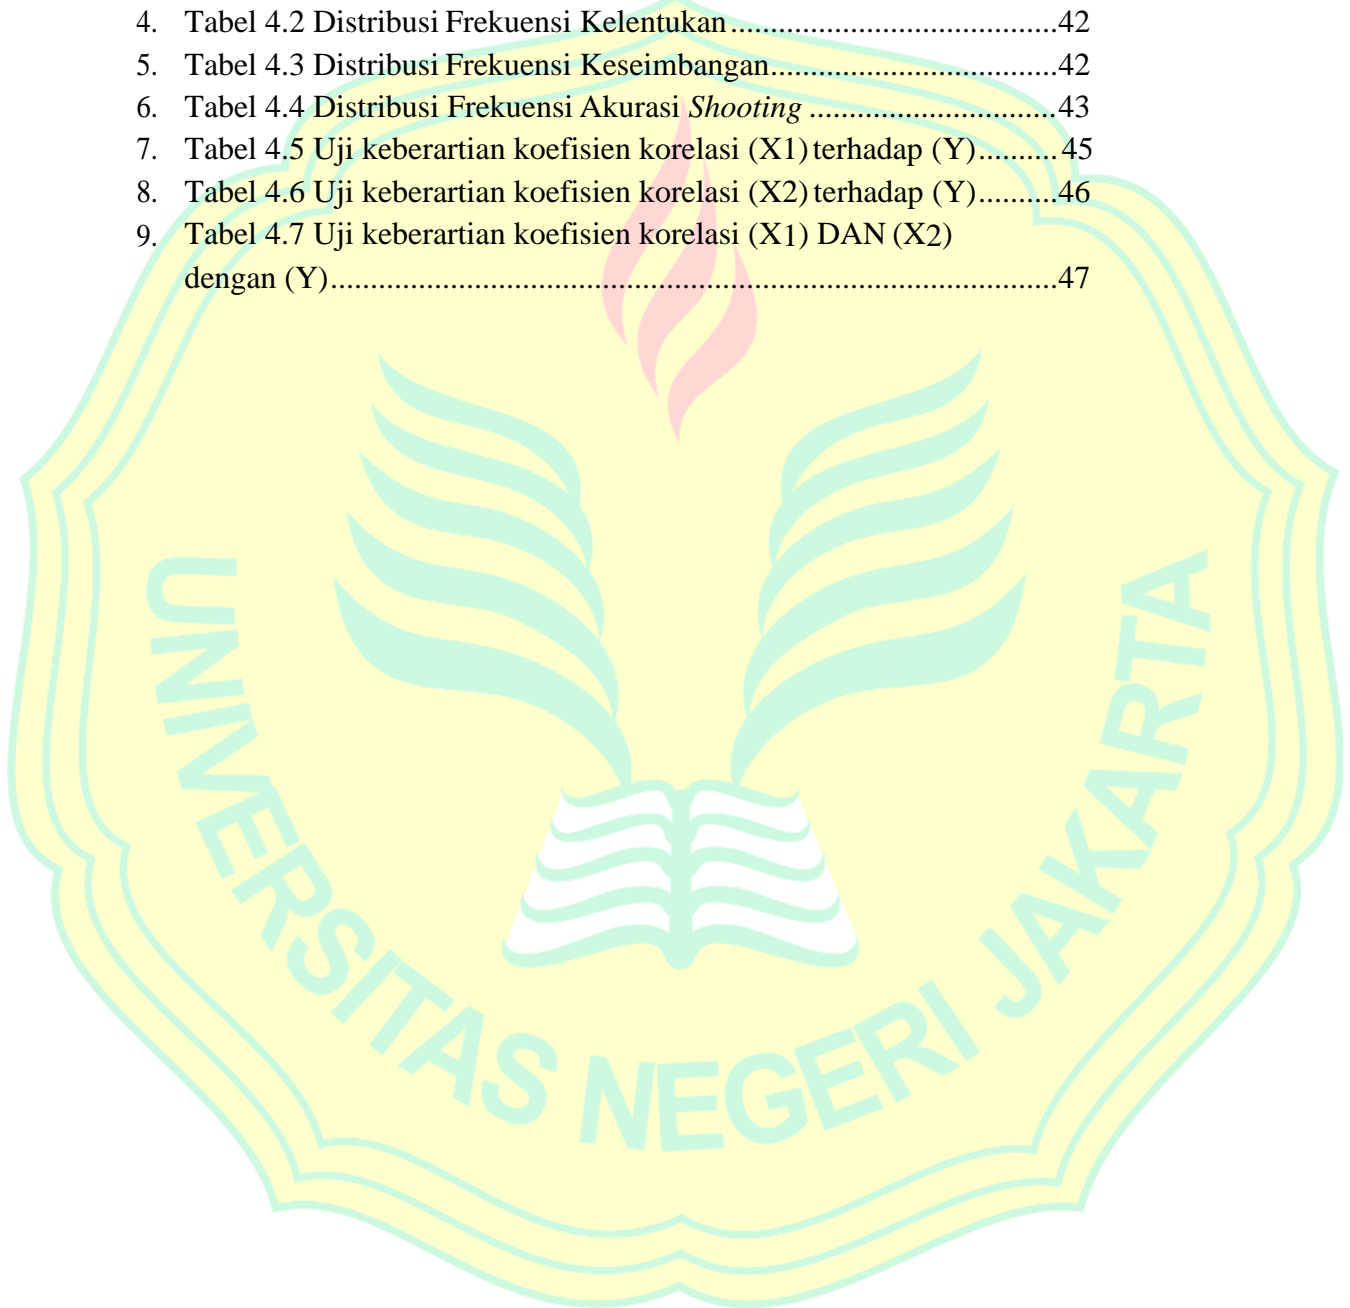 4. Tabel 4.2 Distribusi Frekuensi Kelentukan....................................42
5. Tabel 4.3 Distribusi Frekuensi Keseimbangan...............................42
6. Tabel 4.4 Distribusi Frekuensi Akurasi Shooting ...........................43
7. Tabel 4.5 Uji keberartian koefisien korelasi (X1) terhadap (Y)..........45
8. Tabel 4.6 Uji keberartian koefisien korelasi (X2) terhadap (Y)..........46
9. Tabel 4.7 Uji keberartian koefisien korelasi (X1) DAN (X2)
dengan (Y)................................................................................47
UNIVERSITAS NEGERI JAKARTA